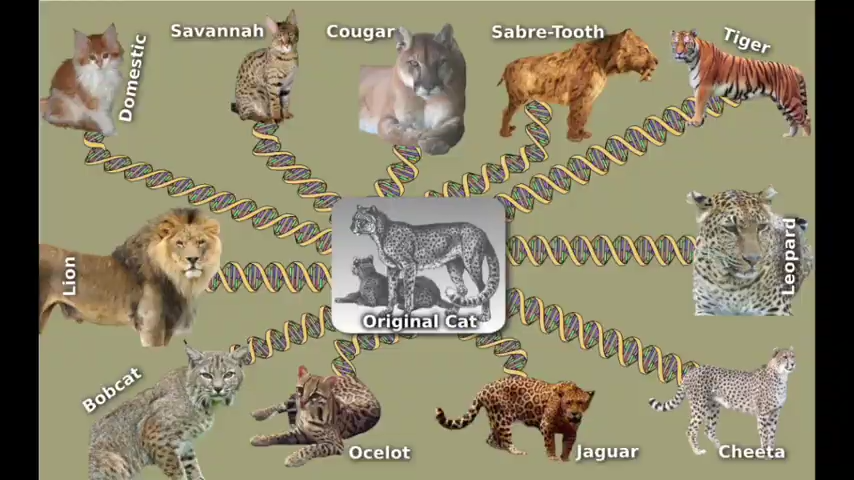 Domestic
Savannah
Cougar
Sabre-Tooth
Tiger
Lion
Leopard
Original Cat
Bobcat
Ocelot
Jaguar
Cheeta